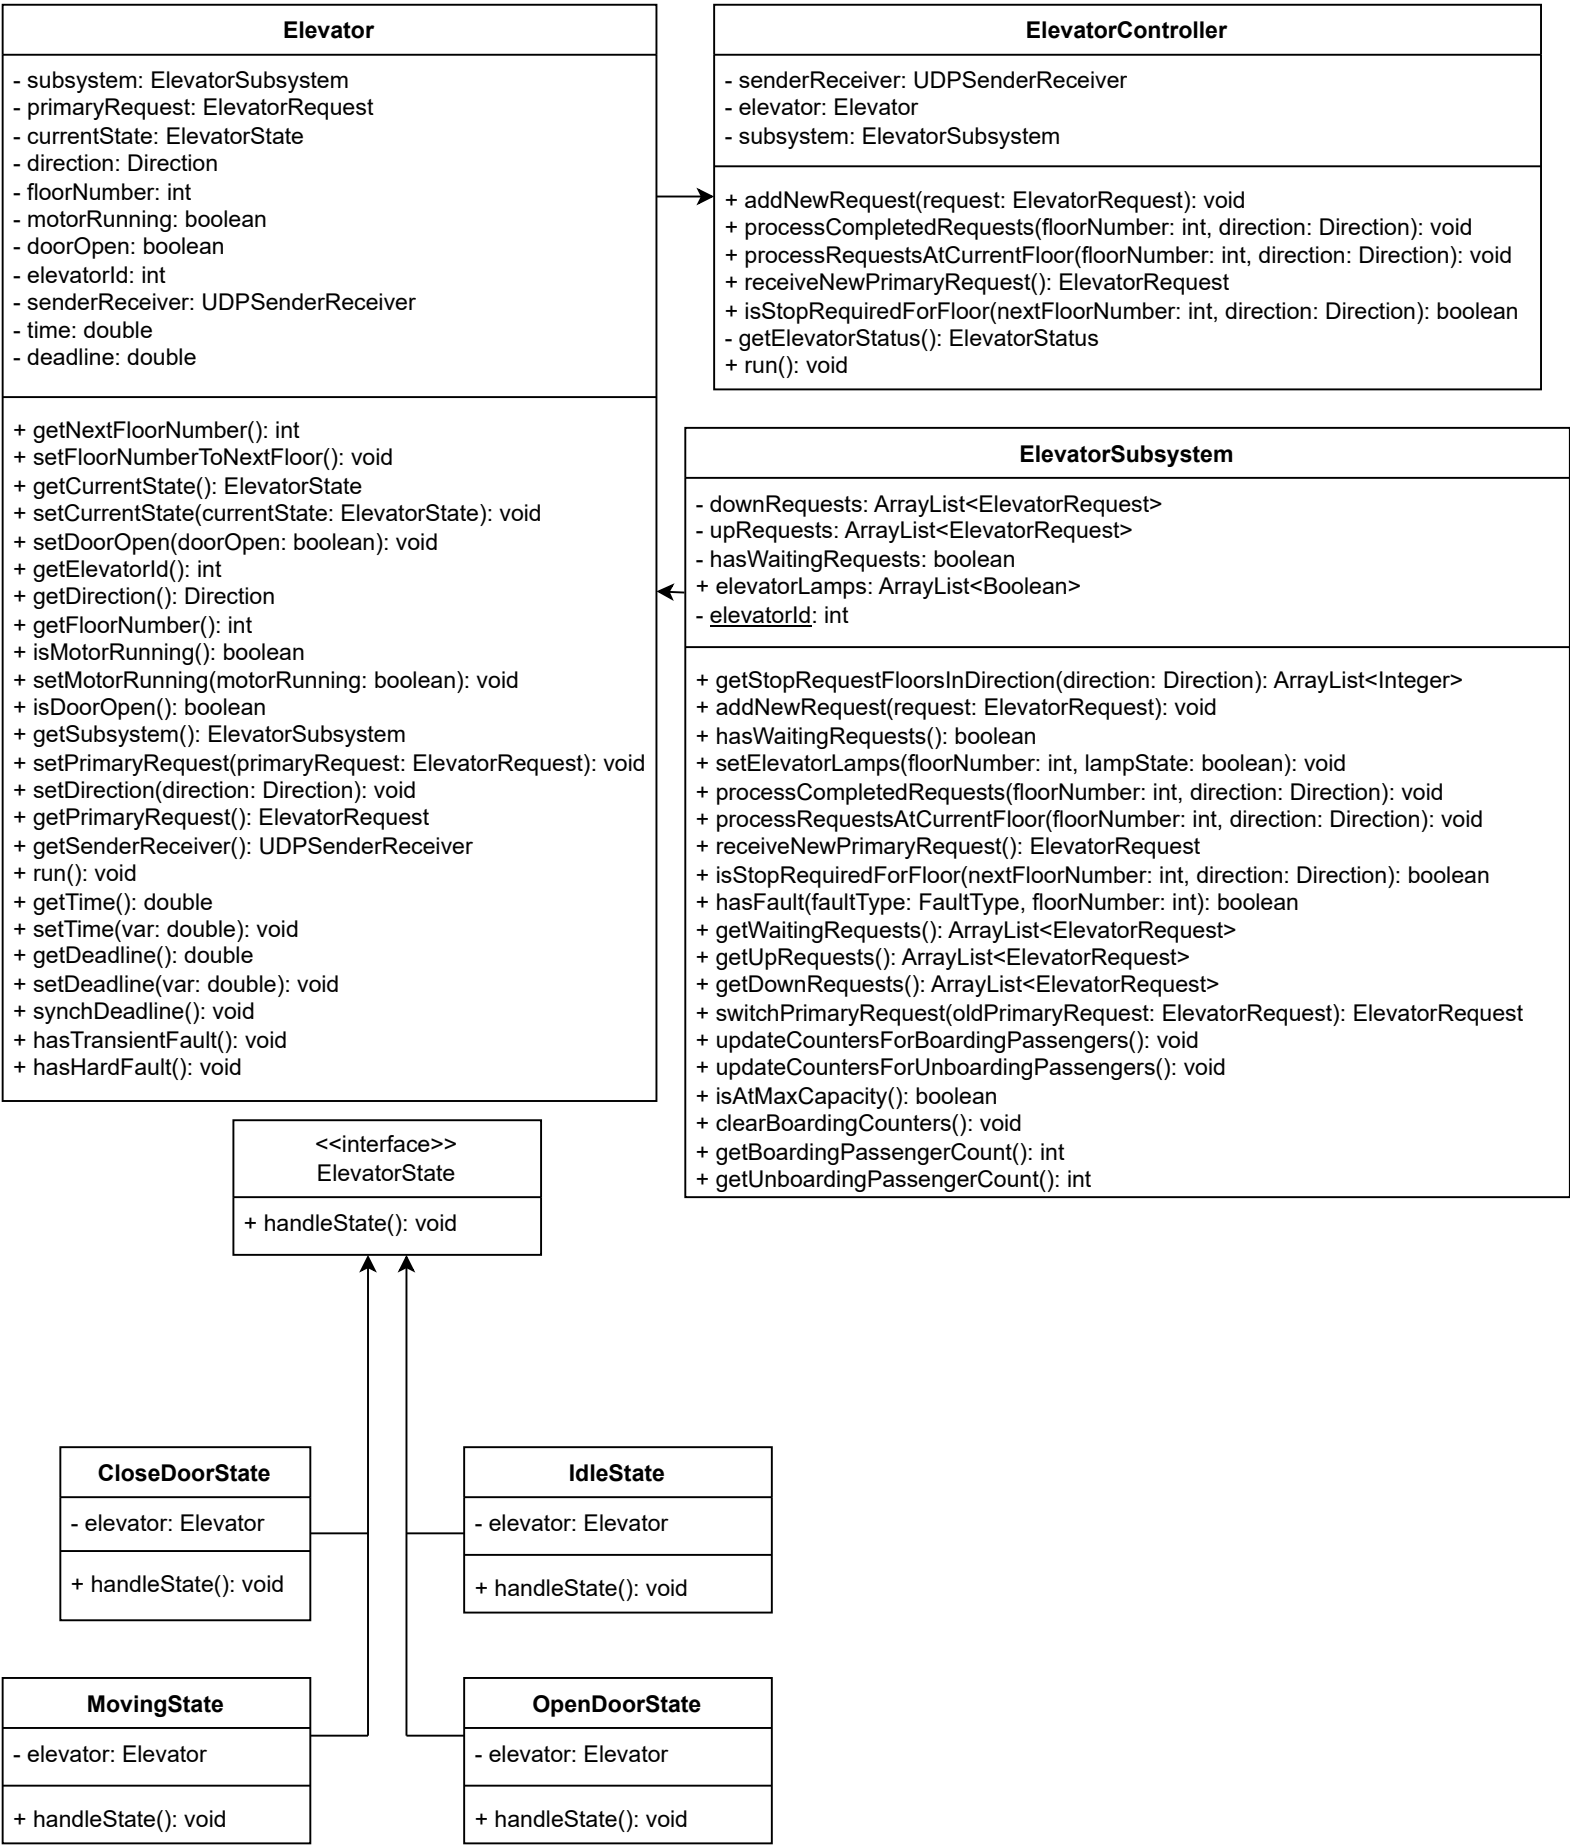 Elevator
- subsystem: ElevatorSubsystem
- primaryRequest: ElevatorRequest
- currentState: ElevatorState
- direction: Direction
- floorNumber: int
- motorRunning: boolean
- doorOpen: boolean
- elevatorId: int
- senderReceiver: UDPSenderReceiver
- time: double
- deadline: double
+ getNextFloorNumber(): int
+ setFloorNumberToNextFloor(): void
+ getCurrentState(): ElevatorState
+ setCurrentState(currentState: ElevatorState): void
+ setDoorOpen(doorOpen: boolean): void
+ getElevatorId(): int
+ getDirection(): Direction
+ getFloorNumber(): int
+ isMotorRunning(): boolean
+ setMotorRunning(motorRunning: boolean): void
+ isDoorOpen(): boolean
+ getSubsystem(): ElevatorSubsystem
+ setPrimaryRequest(primaryRequest: ElevatorRequest): void
+ setDirection(direction: Direction): void
+ getPrimaryRequest(): ElevatorRequest
+ getSenderReceiver(): UDPSenderReceiver
+ run(): void
+ getTime(): double
+ setTime(var: double): void
+ getDeadline(): double
+ setDeadline(var: double): void
+ synchDeadline(): void
+ hasTransientFault(): void
+ hasHardFault(): void
ElevatorController
- senderReceiver: UDPSenderReceiver
- elevator: Elevator
- subsystem: ElevatorSubsystem
+ addNewRequest(request: ElevatorRequest): void
+ processCompletedRequests(floorNumber: int, direction: Direction): void
+ processRequestsAtCurrentFloor(floorNumber: int, direction: Direction): void
+ receiveNewPrimaryRequest(): ElevatorRequest
+ isStopRequiredForFloor(nextFloorNumber: int, direction: Direction): boolean
- getElevatorStatus(): ElevatorStatus
+ run(): void
ElevatorSubsystem
- downRequests: ArrayList<ElevatorRequest>
- upRequests: ArrayList<ElevatorRequest>
- hasWaitingRequests: boolean
+ elevatorLamps: ArrayList<Boolean>
- elevatorId: int
+ getStopRequestFloorsInDirection(direction: Direction): ArrayList<Integer>
+ addNewRequest(request: ElevatorRequest): void
+ hasWaitingRequests(): boolean
+ setElevatorLamps(floorNumber: int, lampState: boolean): void
+ processCompletedRequests(floorNumber: int, direction: Direction): void
+ processRequestsAtCurrentFloor(floorNumber: int, direction: Direction): void
+ receiveNewPrimaryRequest(): ElevatorRequest
+ isStopRequiredForFloor(nextFloorNumber: int, direction: Direction): boolean
+ hasFault(faultType: FaultType, floorNumber: int): boolean
+ getWaitingRequests(): ArrayList<ElevatorRequest>
+ getUpRequests(): ArrayList<ElevatorRequest>
+ getDownRequests(): ArrayList<ElevatorRequest>
+ switchPrimaryRequest(oldPrimaryRequest: ElevatorRequest): ElevatorRequest
+ updateCountersForBoardingPassengers(): void
+ updateCountersForUnboardingPassengers(): void
+ isAtMaxCapacity(): boolean
+ clearBoardingCounters(): void
+ getBoardingPassengerCount(): int
+ getUnboardingPassengerCount(): int
<<interface>>
ElevatorState
+ handleState(): void
CloseDoorState
- elevator: Elevator
+ handleState(): void
IdleState
- elevator: Elevator
+ handleState(): void
MovingState
- elevator: Elevator
+ handleState(): void
OpenDoorState
- elevator: Elevator
+ handleState(): void